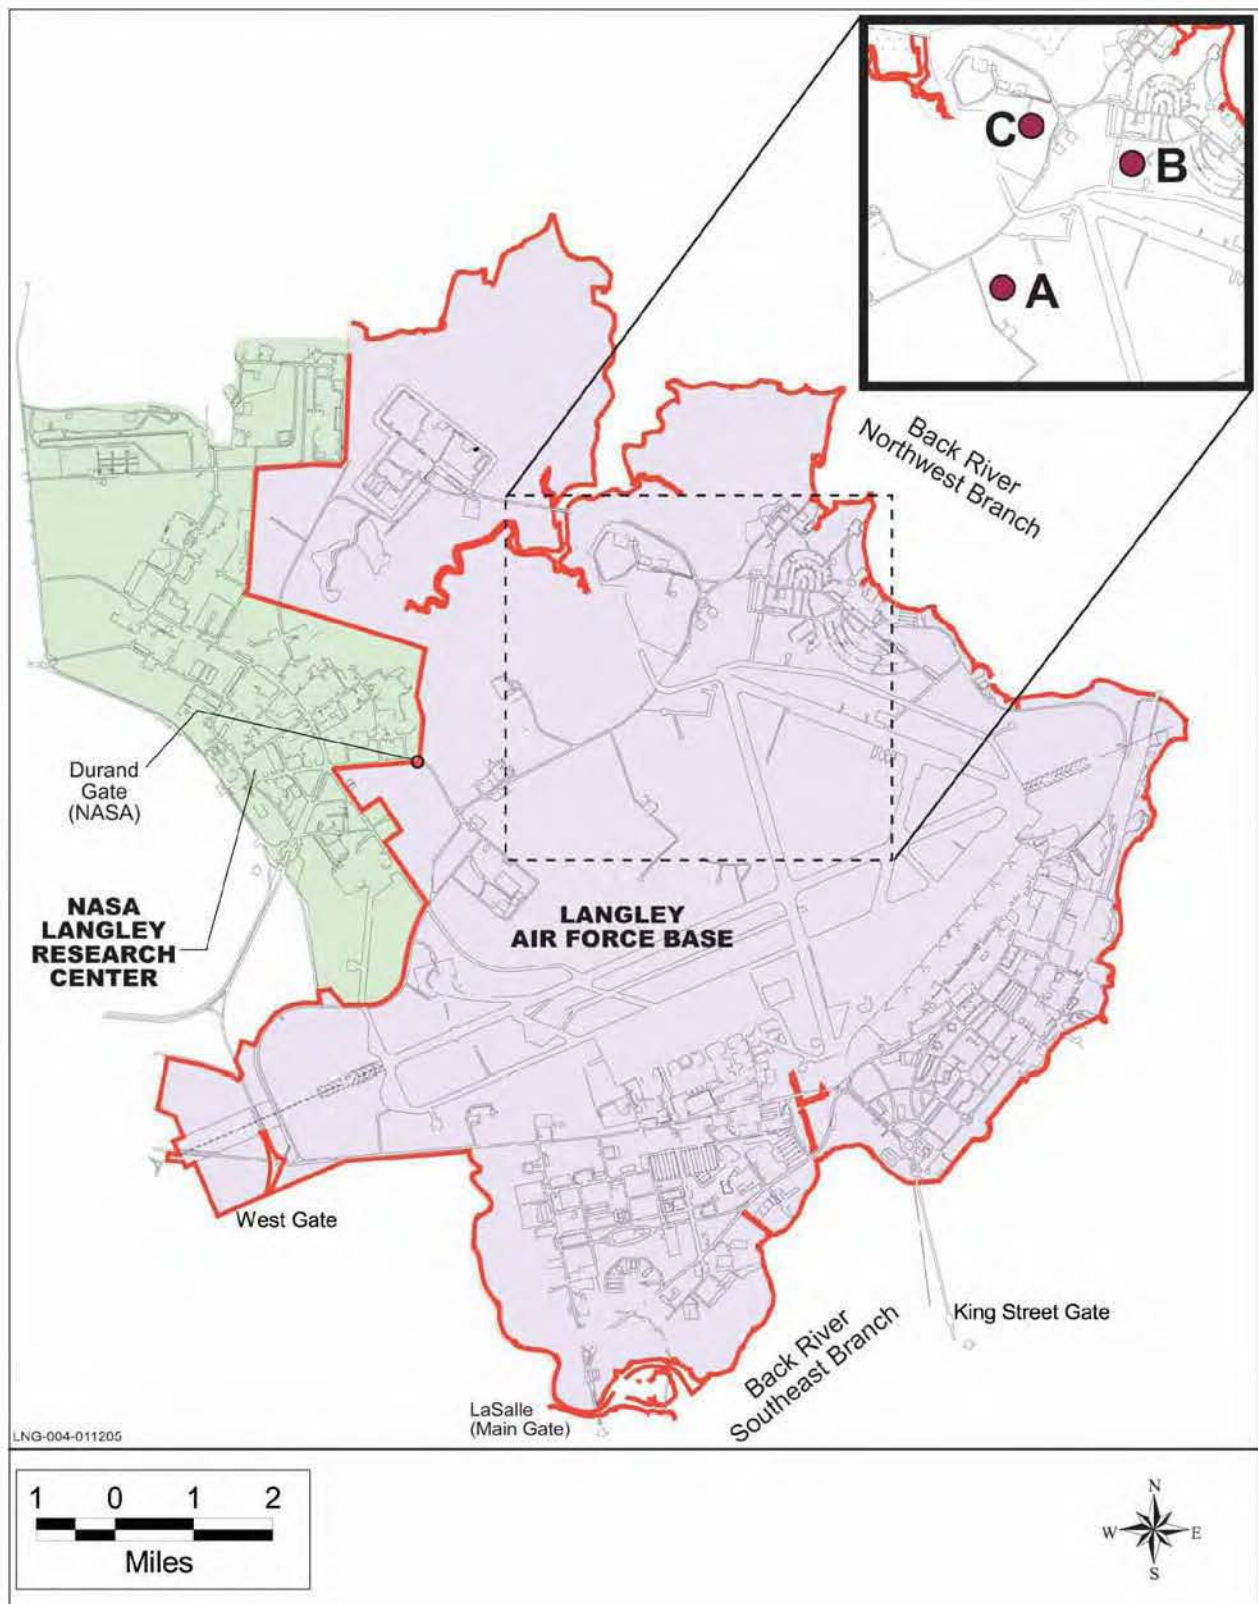 C
B
A
Back River
Northwest Branch
Durand
Gate
(NASA)
NASA
LANGLEY
RESEARCH
CENTER
LANGLEY
AIR FORCE BASE
West Gate
King Street Gate
Back River
Southeast Branch
LaSalle
(Main Gate)
LNG-004-011205
1 0 1 2
Miles
N
W E
S